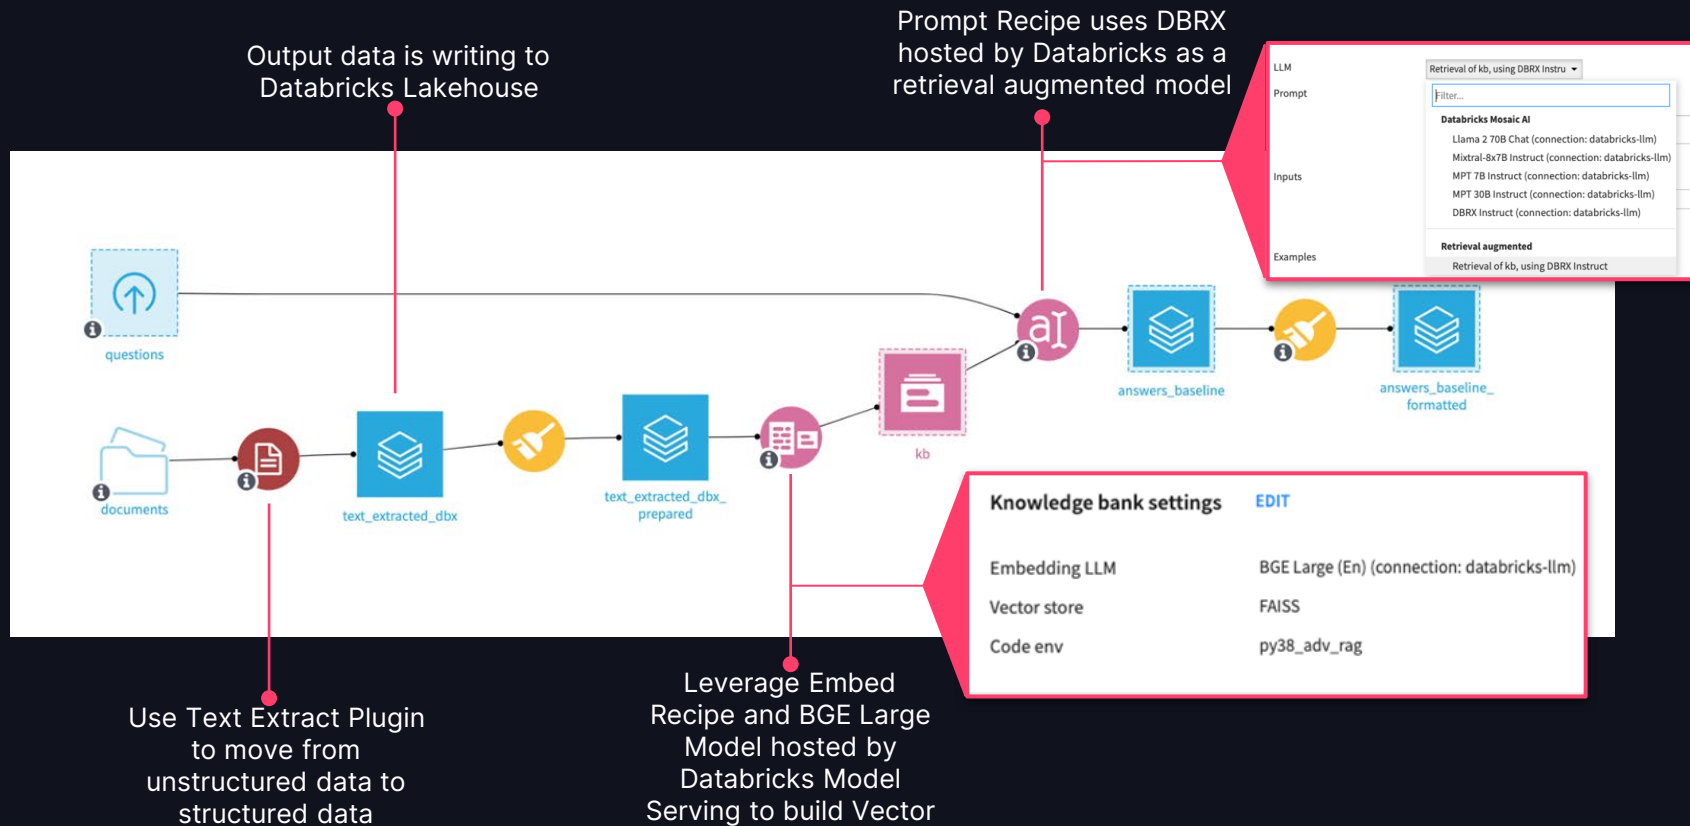 Output data is writing to
Databricks Lakehouse
Prompt Recipe uses DBRX
hosted by Databricks as a
retrieval augmented model
LLM
Retrieval of kb, using DBRX Instru
Prompt
Filter...
Databricks Mosaic AI
Llama 2 70B Chat (connection: databricks-llm)
Mixtral-8x7B Instruct (connection: databricks-llm)
Inputs
MPT 7B Instruct (connection: databricks-llm)
MPT 30B Instruct (connection: databricks-llm)
DBRX Instruct (connection: databricks-llm)
Retrieval augmented
Examples
Retrieval of kb, using DBRX Instruct
questions
aI
answers_baseline
answers_baseline_
formatted
kb
documents
text_extracted_dbx
text_extracted_dbx_
prepared
Knowledge bank settings EDIT
Embedding LLM BGE Large (En) (connection: databricks-llm)
Vector store FAISS
Code env py38_adv_rag
Use Text Extract Plugin
to move from
unstructured data to
structured data
Leverage Embed
Recipe and BGE Large
Model hosted by
Databricks Model
Serving to build Vector